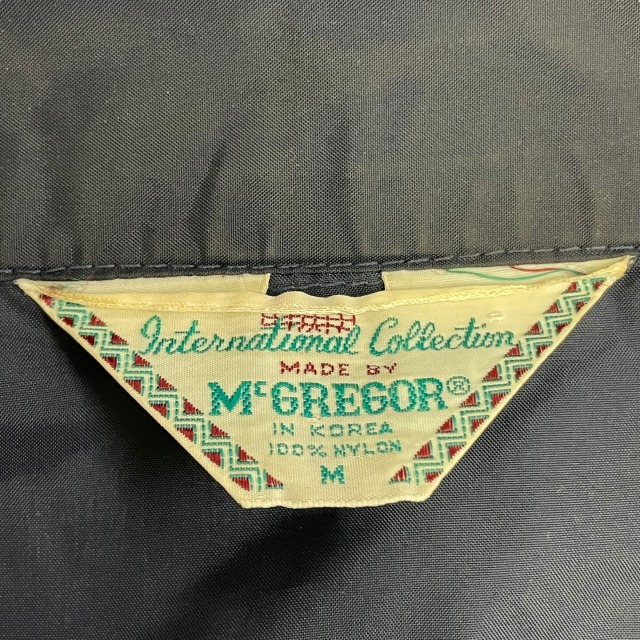 International Collection
MADE BY
McGREGOR®
IN KOREA
100% NYLON
M